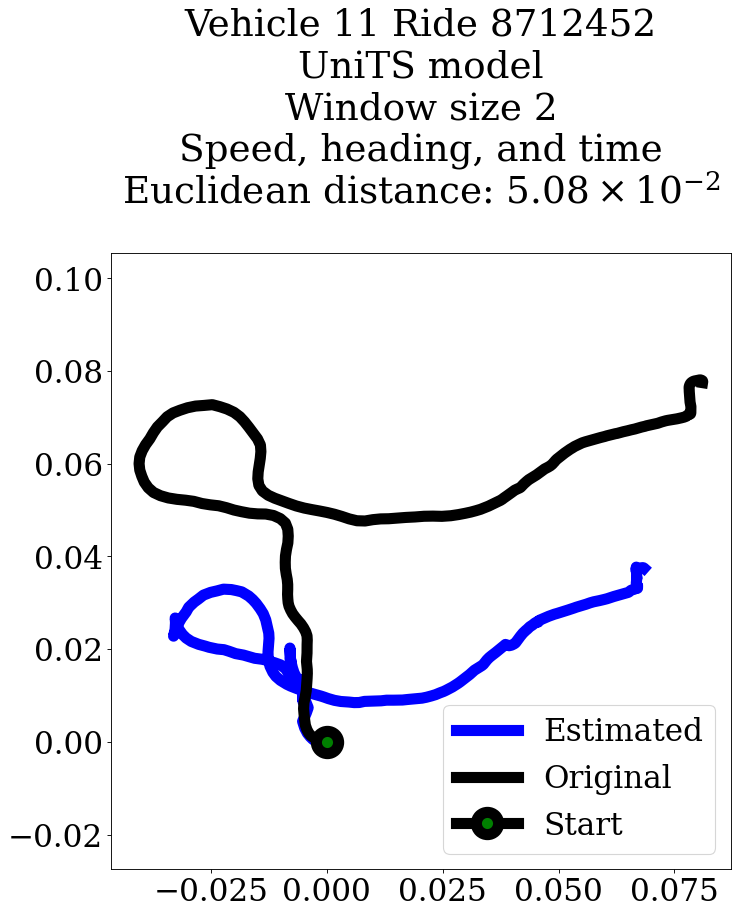 Vehicle 11 Ride 8712452
UniTS model
Window size 2
Speed, heading, and time
Euclidean distance: 5.08 × 10⁻²
0.10
0.08
0.06
0.04
0.02
0.00
−0.02
−0.025 0.000 0.025 0.050 0.075
Estimated
Original
Start